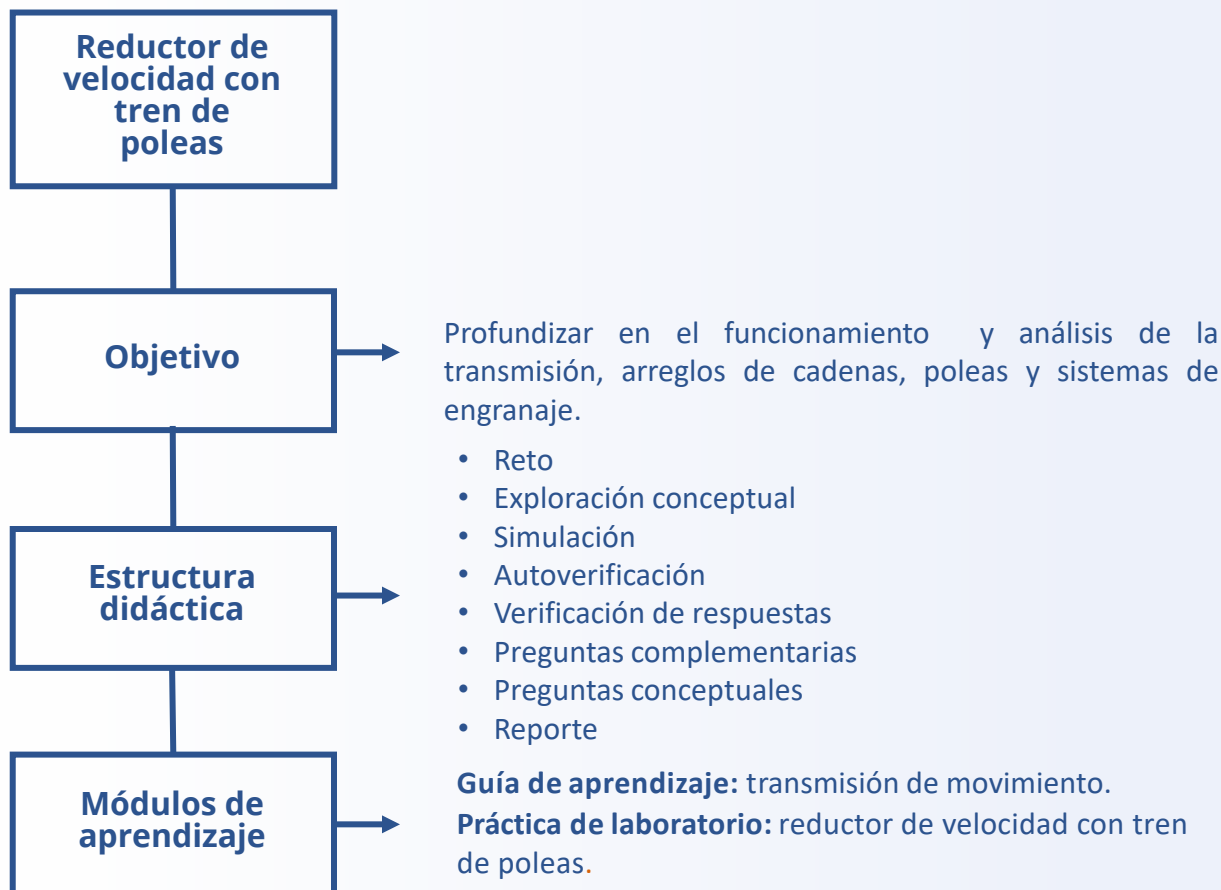 Reductor de
velocidad con
tren de
poleas
Objetivo
Profundizar en el funcionamiento y análisis de la
transmisión, arreglos de cadenas, poleas y sistemas de
engranaje.
Estructura
didáctica
• Reto
• Exploración conceptual
• Simulación
• Autoverificación
• Verificación de respuestas
• Preguntas complementarias
• Preguntas conceptuales
• Reporte
Módulos de
aprendizaje
Guía de aprendizaje: transmisión de movimiento.
Práctica de laboratorio: reductor de velocidad con tren
de poleas.